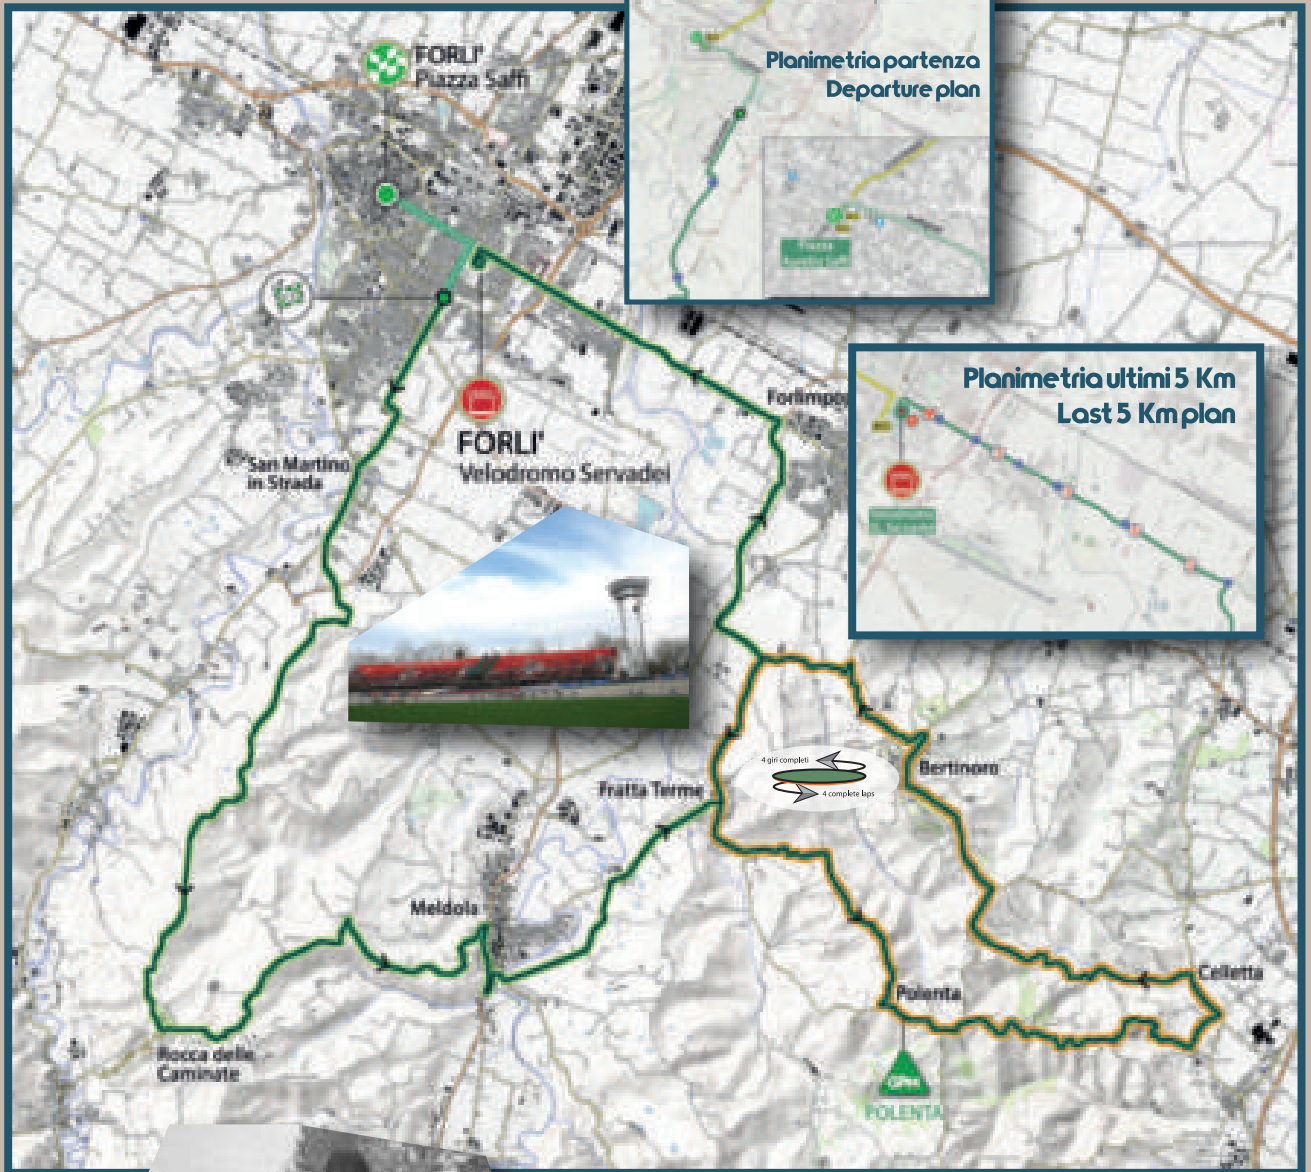 FORLI'
Piazza Saffi
Planimetria partenza
Departure plan
Planimetria ultimi 5 Km
Last 5 Km plan
FORLI'
Velodromo Servadei
San Martino
in Strada
4 giri completi
4 complete laps
Bertinoro
Fratta Terme
Meldola
Celletta
Polenta
Rocca delle
Caminate
GPM
POLENTA